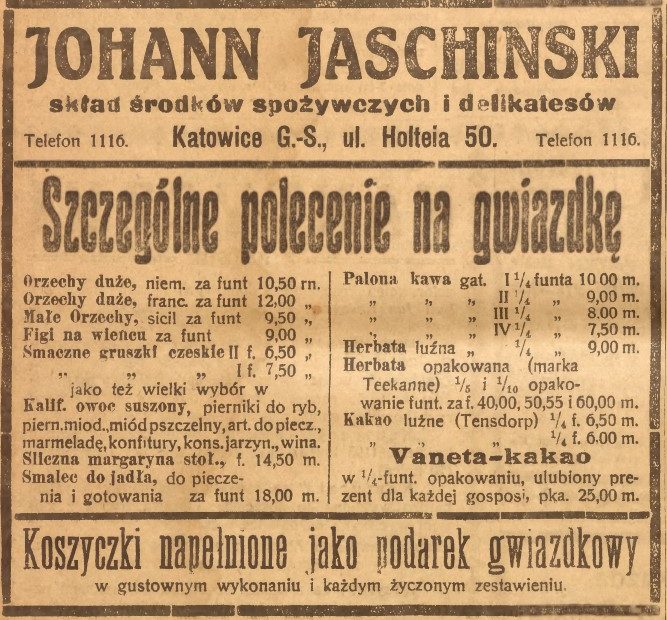 JOHANN JASCHINSKI
skład środków spożywczych i delikatesów
Telefon 1116. Katowice G.-S., ul. Holteia 50. Telefon 1116.
Szczególne polecenie na gwiazdkę
Orzechy duże, niem. za funt 10,50 m.
Orzechy duże, franc. za funt 12,00 „
Małe Orzechy, sicil za funt 9,50 „
Figi na wieńcu za funt 9,00 „
Smaczne gruszki czeskie II f. 6,50 „
„ „ „ I f. 7,50 „
jako też wielki wybór w
Kalif. owoc suszony, pierniki do ryb,
piern.miod.,miód pszczelny, art. do piecz.,
marmeladę, konfitury, kons. jarzyn., wina.
Śliczna margaryna stoł., f. 14,50 m.
Smalec do jadła, do piecze-
nia i gotowania za funt 18,00 m.
Palona kawa gat. I 1/4 funta 10 00 m.
„ „ „ II 1/4 „ 9,00 m.
„ „ „ III 1/4 „ 8.00 m.
„ „ „ IV 1/4 „ 7,50 m.
Herbata luźna „ 1/4 „ 9,00 m.
Herbata opakowana (marka
Teekanne) 1/5 i 1/10 opako-
wanie funt. za f. 40,00, 50,55 i 60,00 m.
Kakao luźne (Tensdorp) 1/4 f. 6,50 m.
„ „ „ 1/4 f. 6.00 m.
Vaneta-kakao
w 1/4-funt. opakowaniu, ulubiony pre-
zent dla każdej gosposi, pka. 25,00 m.
Koszyczki napełnione jako podarek gwiazdkowy
w gustownym wykonaniu i każdym życzonym zestawieniu.